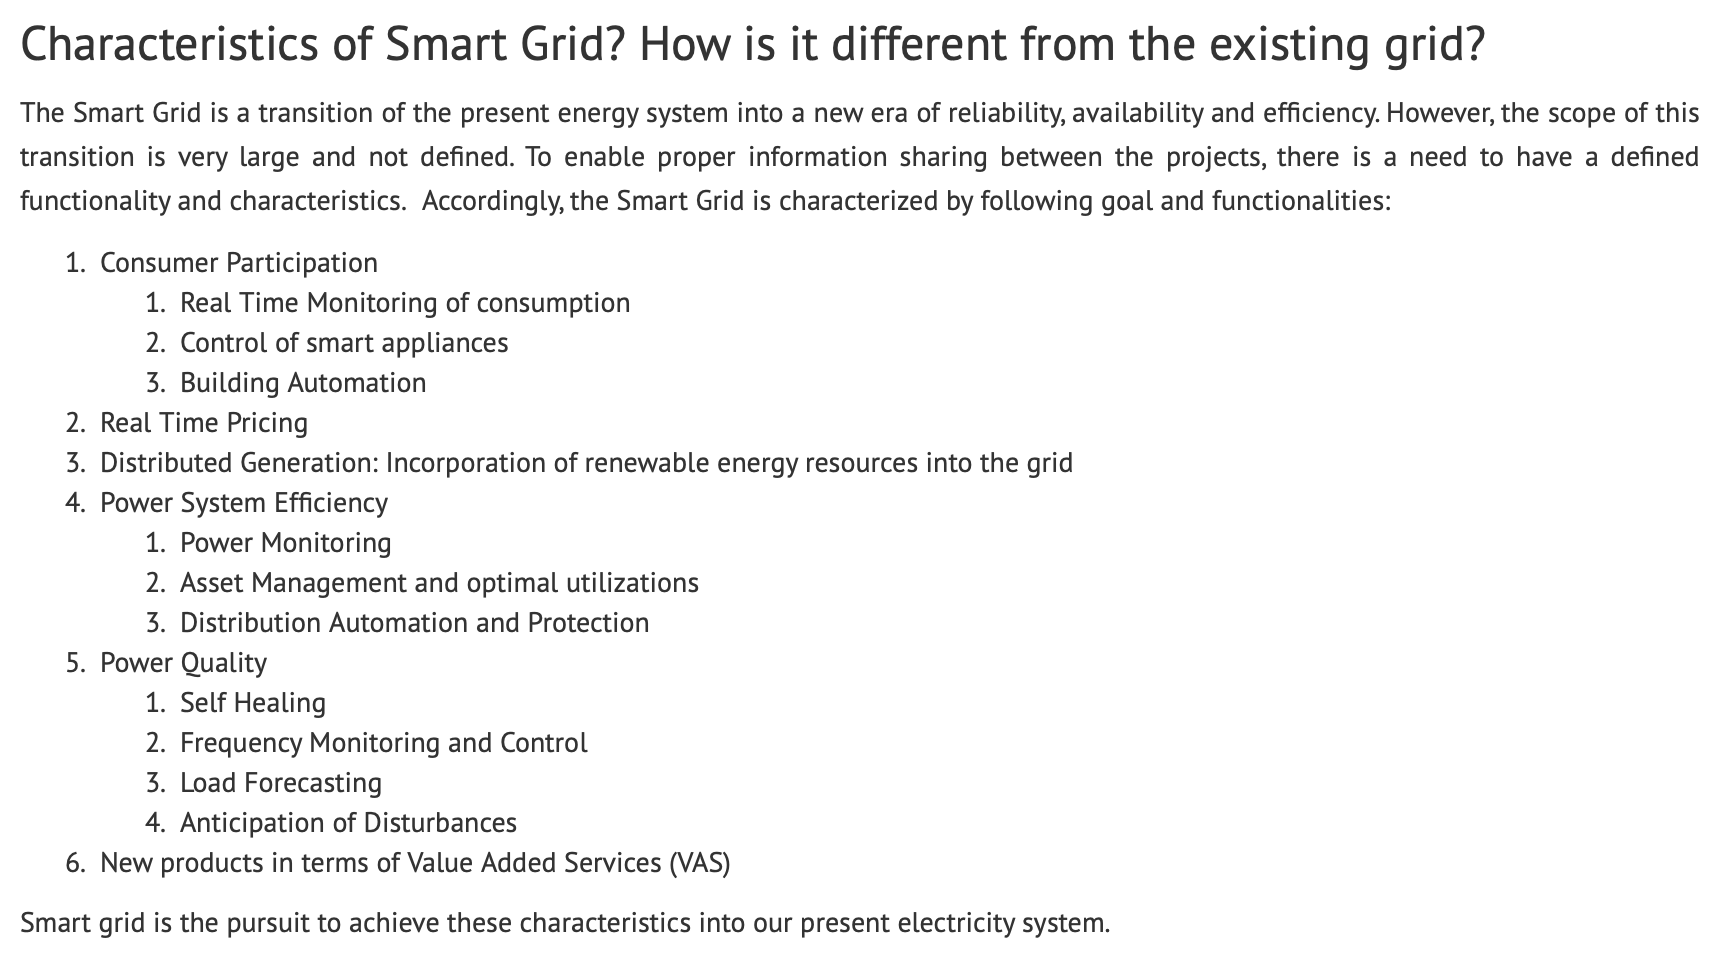 Characteristics of Smart Grid? How is it different from the existing grid?
The Smart Grid is a transition of the present energy system into a new era of reliability, availability and efficiency. However, the scope of this
transition is very large and not defined. To enable proper information sharing between the projects, there is a need to have a defined
functionality and characteristics.  Accordingly, the Smart Grid is characterized by following goal and functionalities:
1. Consumer Participation
1. Real Time Monitoring of consumption
2. Control of smart appliances
3. Building Automation
2. Real Time Pricing
3. Distributed Generation: Incorporation of renewable energy resources into the grid
4. Power System Efficiency
1. Power Monitoring
2. Asset Management and optimal utilizations
3. Distribution Automation and Protection
5. Power Quality
1. Self Healing
2. Frequency Monitoring and Control
3. Load Forecasting
4. Anticipation of Disturbances
6. New products in terms of Value Added Services (VAS)
Smart grid is the pursuit to achieve these characteristics into our present electricity system.